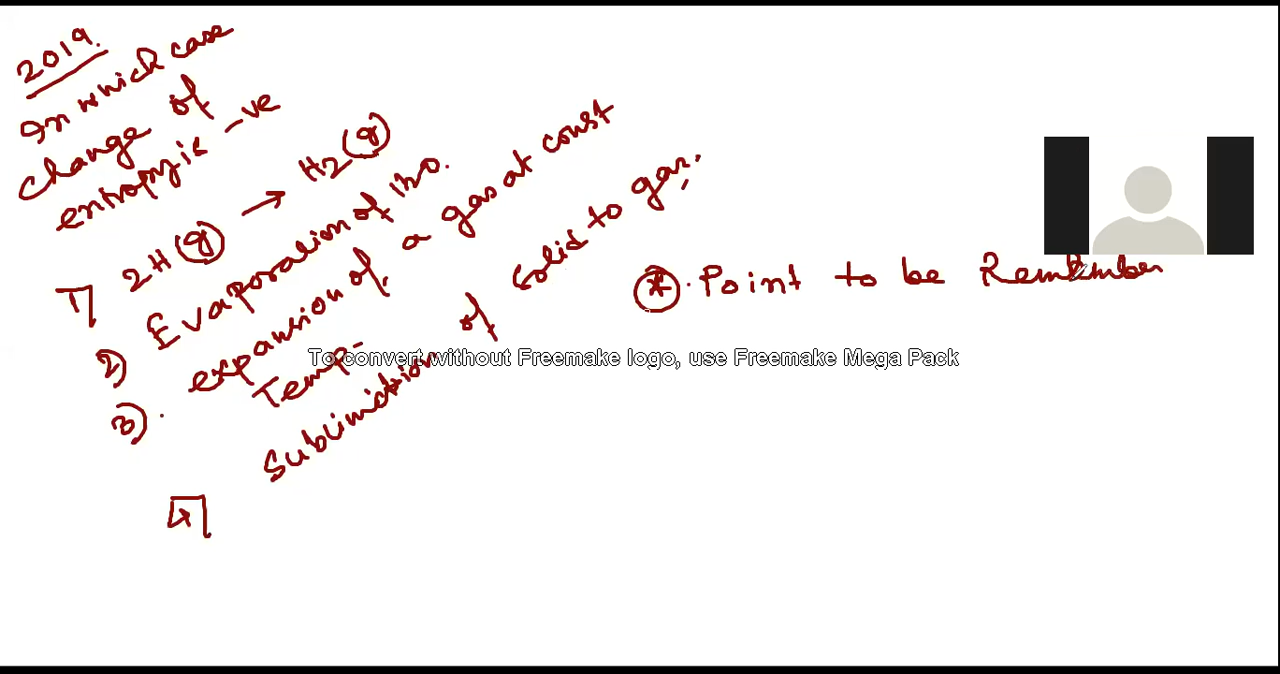 2019.
In which case
change of
entropy is -ve
1] 2H(g) → H2(g)
2) Evaporation of H2O.
3). expansion of a gas at const
Temp-
4] Sublimation of solid to gas.
* . Point to be Remember
To convert without Freemake logo, use Freemake Mega Pack